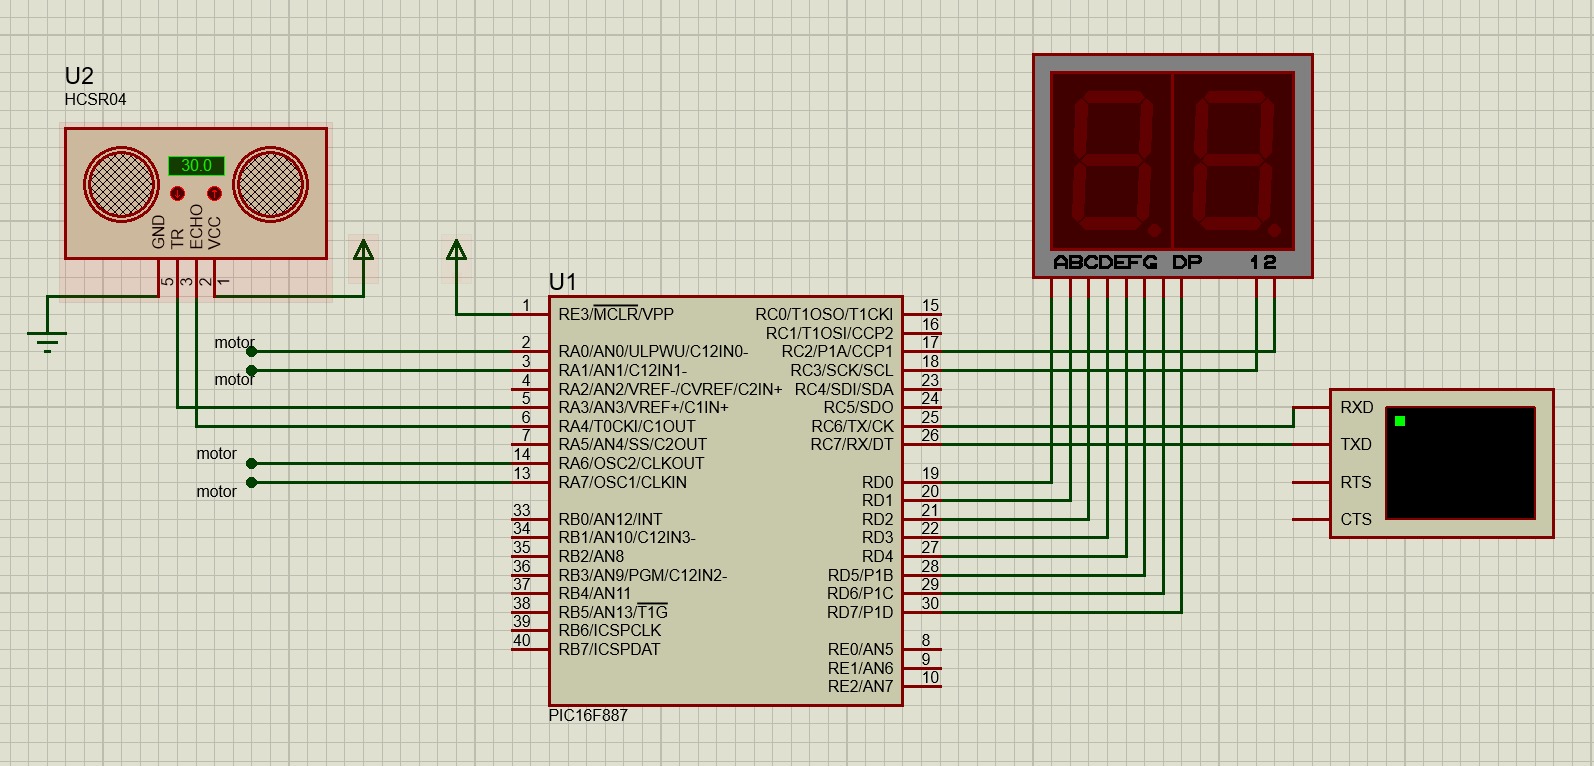 U2
HCSR04
30.0
GND
TR
ECHO
VCC
5
3
2
1
motor
motor
motor
motor
U1
1 RE3/MCLR/VPP
2 RA0/AN0/ULPWU/C12IN0-
3 RA1/AN1/C12IN1-
4 RA2/AN2/VREF-/CVREF/C2IN+
5 RA3/AN3/VREF+/C1IN+
6 RA4/T0CKI/C1OUT
7 RA5/AN4/SS/C2OUT
14 RA6/OSC2/CLKOUT
13 RA7/OSC1/CLKIN
33 RB0/AN12/INT
34 RB1/AN10/C12IN3-
35 RB2/AN8
36 RB3/AN9/PGM/C12IN2-
37 RB4/AN11
38 RB5/AN13/T1G
39 RB6/ICSPCLK
40 RB7/ICSPDAT
RC0/T1OSO/T1CKI 15
RC1/T1OSI/CCP2 16
RC2/P1A/CCP1 17
RC3/SCK/SCL 18
RC4/SDI/SDA 23
RC5/SDO 24
RC6/TX/CK 25
RC7/RX/DT 26
RD0 19
RD1 20
RD2 21
RD3 22
RD4 27
RD5/P1B 28
RD6/P1C 29
RD7/P1D 30
RE0/AN5 8
RE1/AN6 9
RE2/AN7 10
PIC16F887
ABCDEFG DP 12
RXD
TXD
RTS
CTS